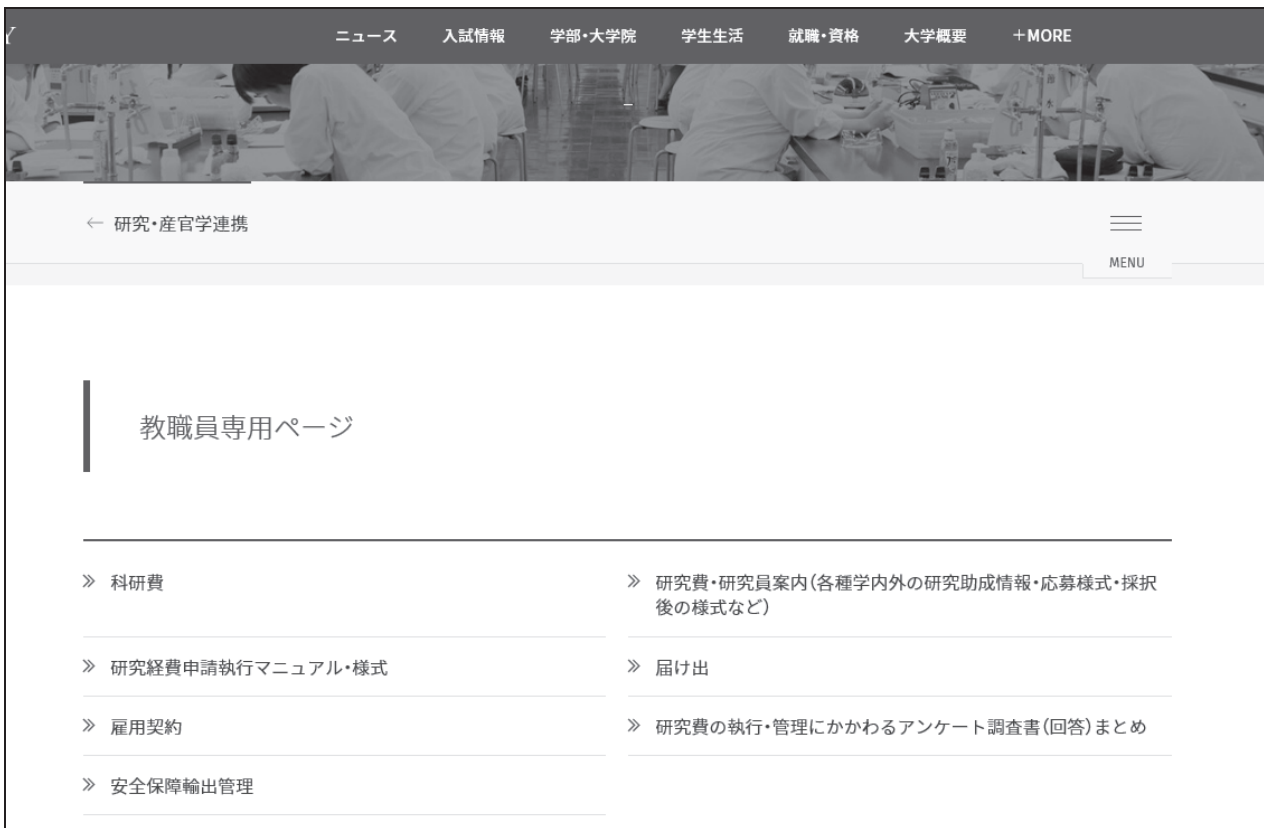 Y
ニュース 入試情報 学部・大学院 学生生活 就職・資格 大学概要 +MORE
← 研究・産官学連携
MENU
教職員専用ページ
科研費
研究費・研究員案内(各種学内外の研究助成情報・応募様式・採択
後の様式など)
研究経費申請執行マニュアル・様式
届け出
雇用契約
研究費の執行・管理にかかわるアンケート調査書(回答)まとめ
安全保障輸出管理